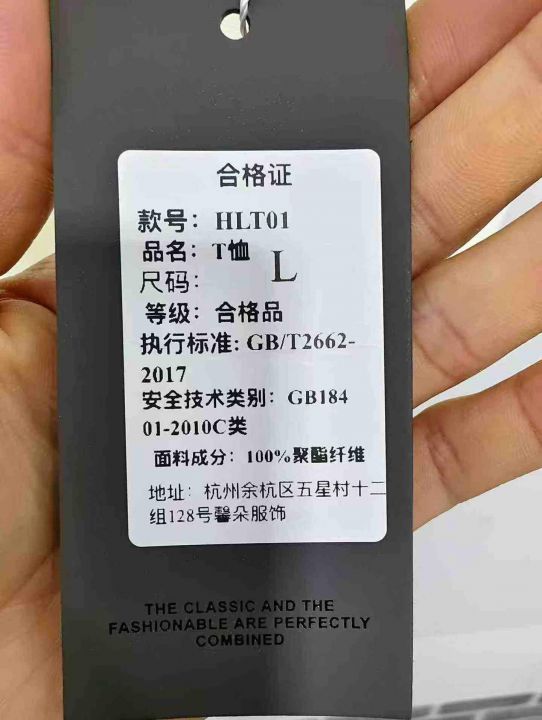 合格证
款号：HLT01
品名：T恤
尺码：L
等级：合格品
执行标准: GB/T2662-
2017
安全技术类别：GB184
01-2010C类
面料成分：100%聚酯纤维
地址：杭州余杭区五星村十二
组128号馨朵服饰
THE CLASSIC AND THE
FASHIONABLE ARE PERFECTLY
COMBINED